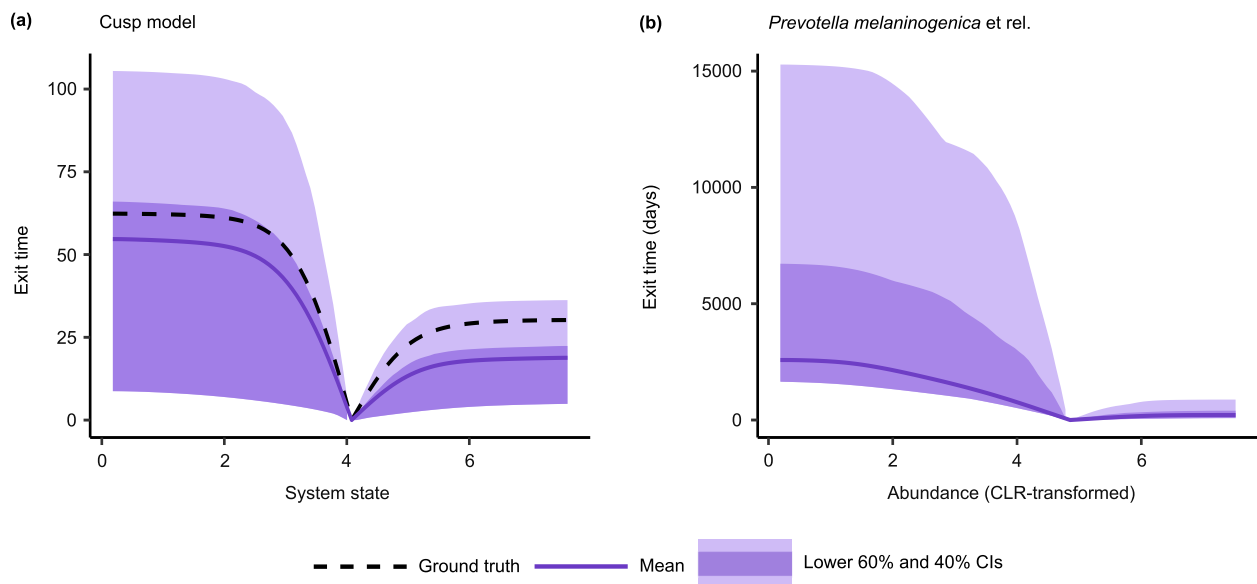 (a) Cusp model
Exit time
100
75
50
25
0
0 2 4 6
System state
(b) Prevotella melaninogenica et rel.
Exit time (days)
15000
10000
5000
0
0 2 4 6
Abundance (CLR-transformed)
Ground truth Mean Lower 60% and 40% CIs